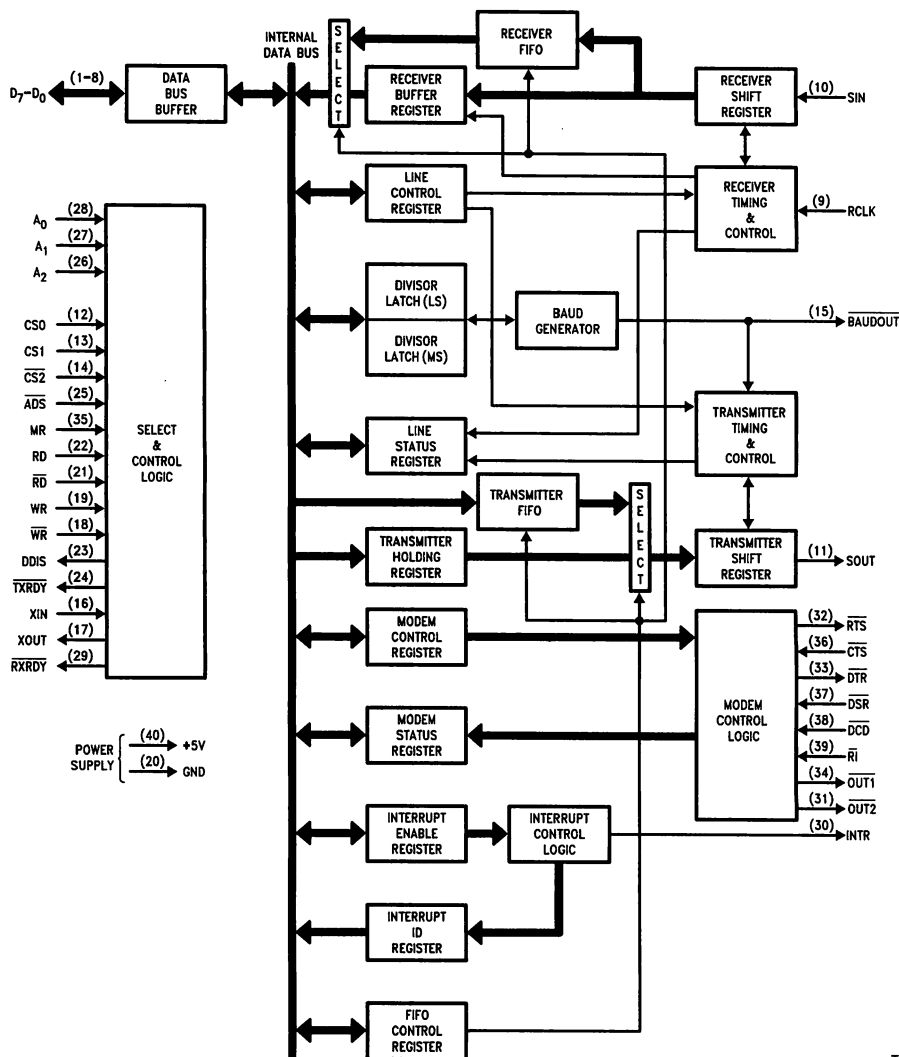 INTERNAL
DATA BUS
SELECT
RECEIVER
FIFO
D7-D0
(1-8)
DATA
BUS
BUFFER
RECEIVER
BUFFER
REGISTER
RECEIVER
SHIFT
REGISTER
(10)
SIN
LINE
CONTROL
REGISTER
RECEIVER
TIMING
&
CONTROL
(9)
RCLK
A0
(28)
A1
(27)
A2
(26)
CS0
(12)
CS1
(13)
CS2
(14)
ADS
(25)
MR
(35)
RD
(22)
RD
(21)
WR
(19)
WR
(18)
DDIS
(23)
TXRDY
(24)
XIN
(16)
XOUT
(17)
RXRDY
(29)
SELECT
&
CONTROL
LOGIC
DIVISOR
LATCH (LS)
DIVISOR
LATCH (MS)
BAUD
GENERATOR
(15)
BAUDOUT
LINE
STATUS
REGISTER
TRANSMITTER
TIMING
&
CONTROL
TRANSMITTER
FIFO
SELECT
TRANSMITTER
HOLDING
REGISTER
TRANSMITTER
SHIFT
REGISTER
(11)
SOUT
MODEM
CONTROL
REGISTER
MODEM
CONTROL
LOGIC
(32)
RTS
(36)
CTS
(33)
DTR
(37)
DSR
(38)
DCD
(39)
RI
(34)
OUT1
(31)
OUT2
MODEM
STATUS
REGISTER
POWER
SUPPLY
(40)
+5V
(20)
GND
INTERRUPT
ENABLE
REGISTER
INTERRUPT
CONTROL
LOGIC
(30)
INTR
INTERRUPT
ID
REGISTER
FIFO
CONTROL
REGISTER